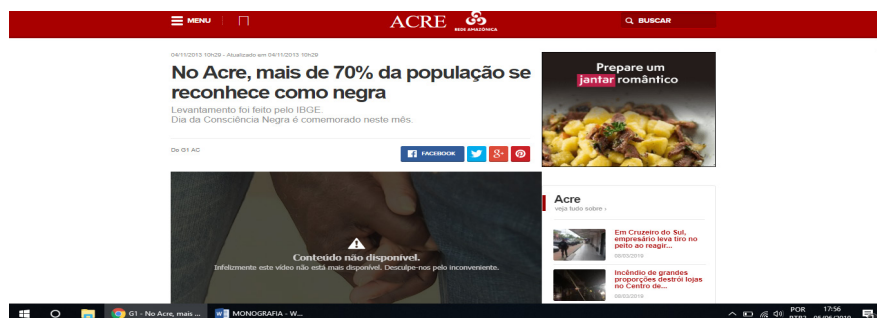 MENU
ACRE
REDE AMAZÔNICA
BUSCAR
04/11/2013 10h29 - Atualizado em 04/11/2013 10h29
No Acre, mais de 70% da população se
reconhece como negra
Levantamento foi feito pelo IBGE.
Dia da Consciência Negra é comemorado neste mês.
Do G1 AC
FACEBOOK
Prepare um
jantar romântico
Conteúdo não disponível.
Infelizmente este vídeo não está mais disponível. Desculpe-nos pelo inconveniente.
Acre
veja tudo sobre ›
Em Cruzeiro do Sul,
empresário leva tiro no
peito ao reagir...
Incêndio de grandes
proporções destrói lojas
no Centro de...
G1 - No Acre, mais ...
MONOGRAFIA - W...
POR
17:56